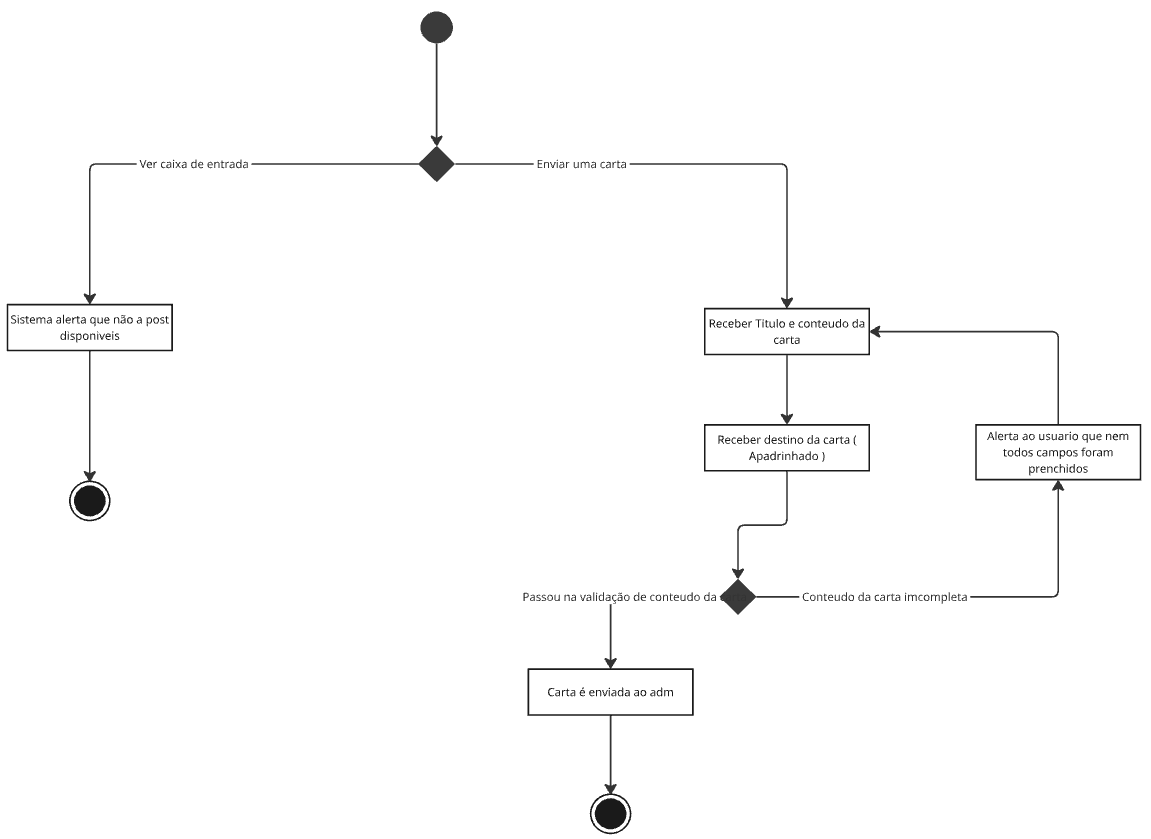 Ver caixa de entrada
Enviar uma carta
Sistema alerta que não a post
disponiveis
Receber Titulo e conteudo da
carta
Receber destino da carta (
Apadrinhado )
Alerta ao usuario que nem
todos campos foram
prenchidos
Passou na validação de conteudo da
Conteudo da carta imcompleta
Carta é enviada ao adm